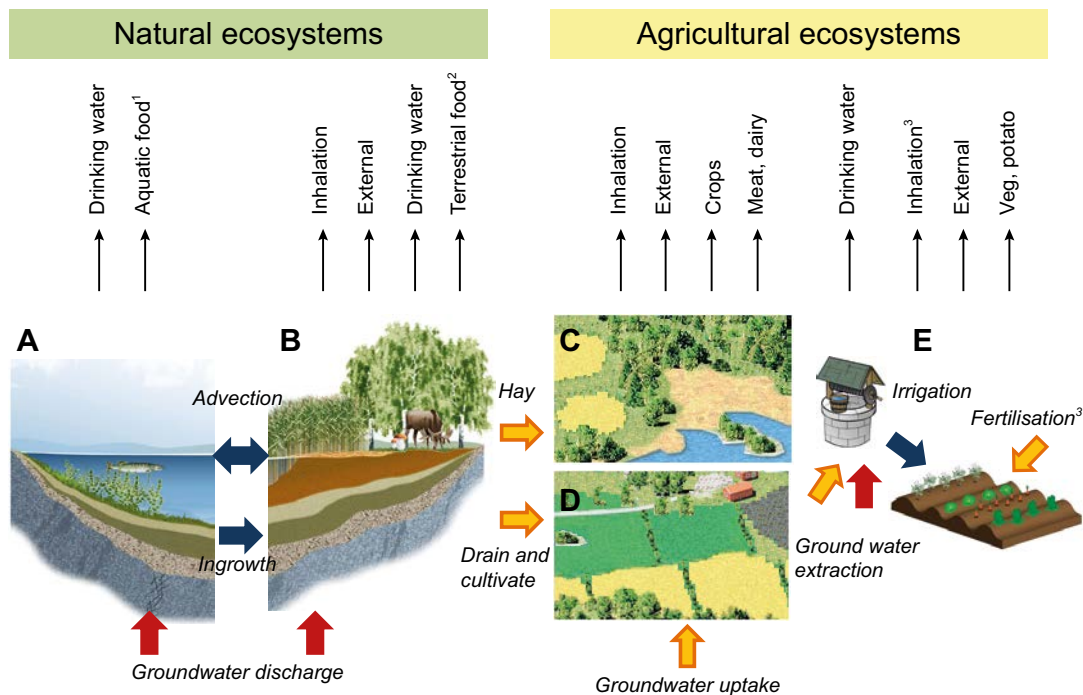 Natural ecosystems
Agricultural ecosystems
Drinking water
Aquatic food¹
Inhalation
External
Drinking water
Terrestrial food²
Inhalation
External
Crops
Meat, dairy
Drinking water
Inhalation³
External
Veg, potato
A
B
C
E
Advection
Hay
Irrigation
Fertilisation³
D
Ingrowth
Drain and
cultivate
Ground water
extraction
Groundwater discharge
Groundwater uptake